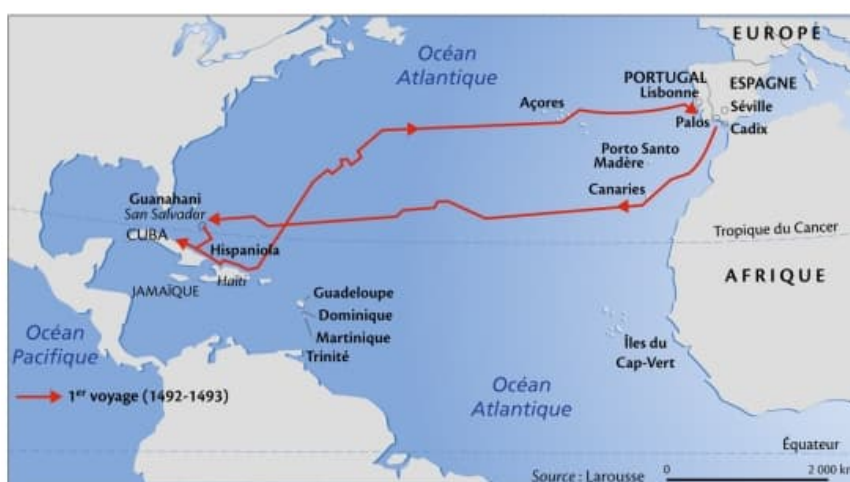 EUROPE
Océan
Atlantique
PORTUGAL
ESPAGNE
Lisbonne
Açores
Séville
Palos
Cadix
Porto Santo
Madère
Guanahani
Canaries
San Salvador
CUBA
Hispaniola
Tropique du Cancer
Haïti
AFRIQUE
JAMAÏQUE
Guadeloupe
Dominique
Océan
Pacifique
Martinique
Îles du
Cap-Vert
Trinité
Océan
Atlantique
1er voyage (1492-1493)
Équateur
Source : Larousse
0 2 000 km